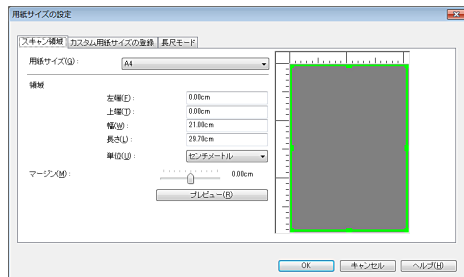 用紙サイズの設定
スキャン領域 カスタム用紙サイズの登録 長尺モード
用紙サイズ(G): A4
領域
左端(F): 0.00cm
上端(T): 0.00cm
幅(W): 21.00cm
長さ(L): 29.70cm
単位(U): センチメートル
マージン(M): 0.00cm
プレビュー(R)
OK キャンセル ヘルプ(H)